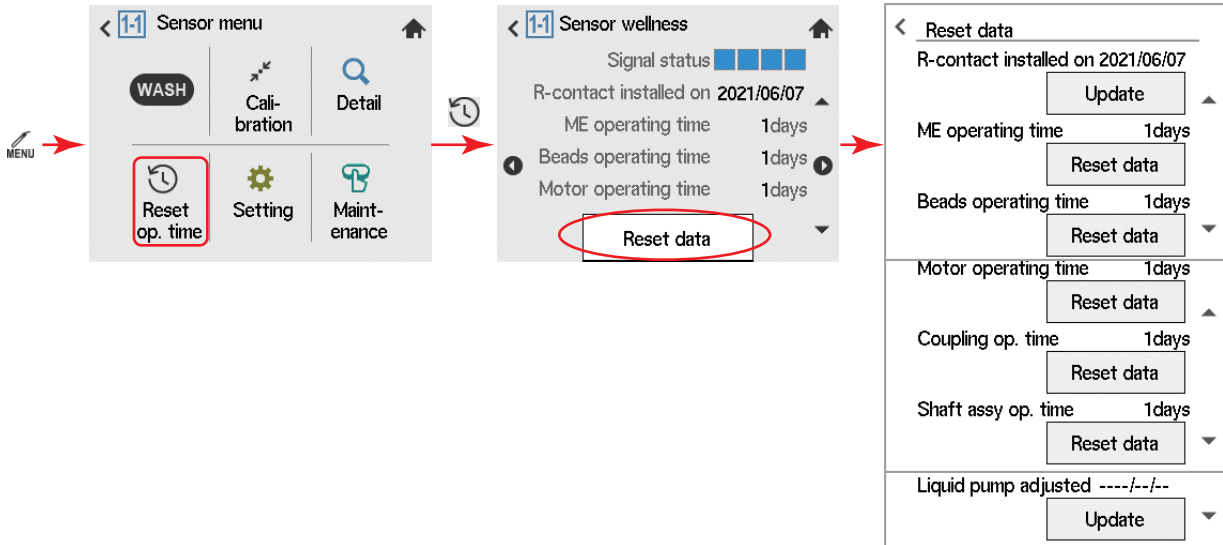 MENU
1-1 Sensor menu
WASH
Cali-
bration
Detail
Reset
op. time
Setting
Maint-
enance
1-1 Sensor wellness
Signal status
R-contact installed on 2021/06/07
ME operating time 1days
Beads operating time 1days
Motor operating time 1days
Reset data
Reset data
R-contact installed on 2021/06/07
Update
ME operating time 1days
Reset data
Beads operating time 1days
Reset data
Motor operating time 1days
Reset data
Coupling op. time 1days
Reset data
Shaft assy op. time 1days
Reset data
Liquid pump adjusted ----/--/--
Update